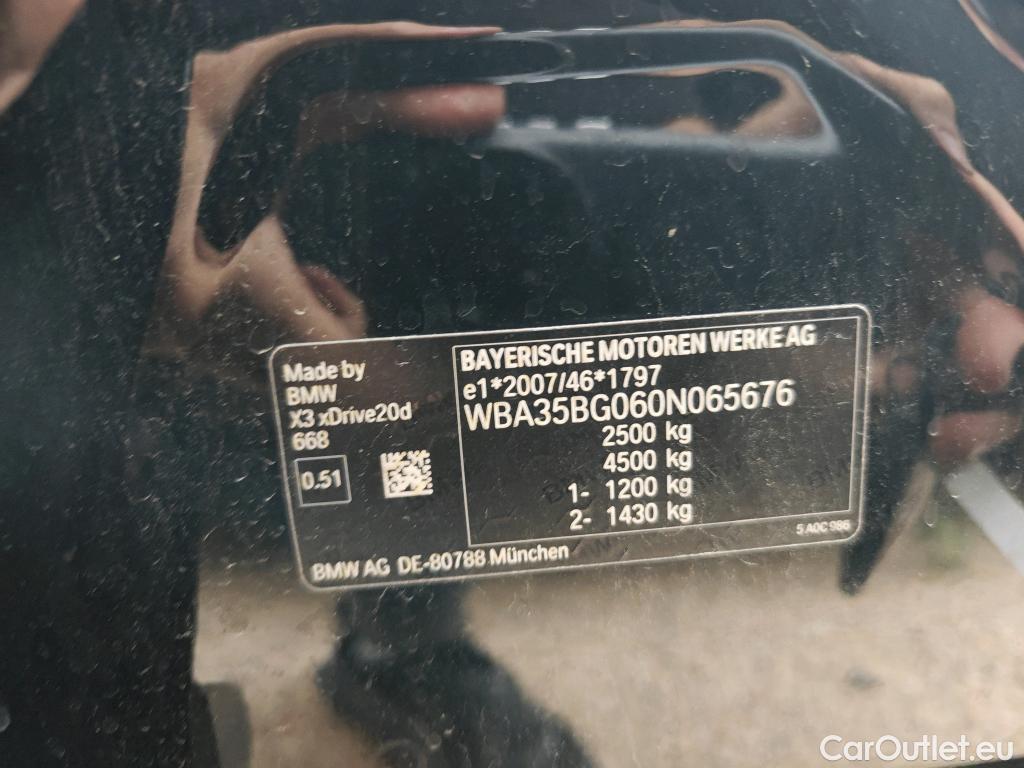 Made by
BMW
X3 xDrive20d
668
0.51
BAYERISCHE MOTOREN WERKE AG
e1*2007/46*1797
WBA35BG060N065676
2500 kg
4500 kg
1- 1200 kg
2- 1430 kg
5 A0C 986
BMW AG DE-80788 München
CarOutlet.eu